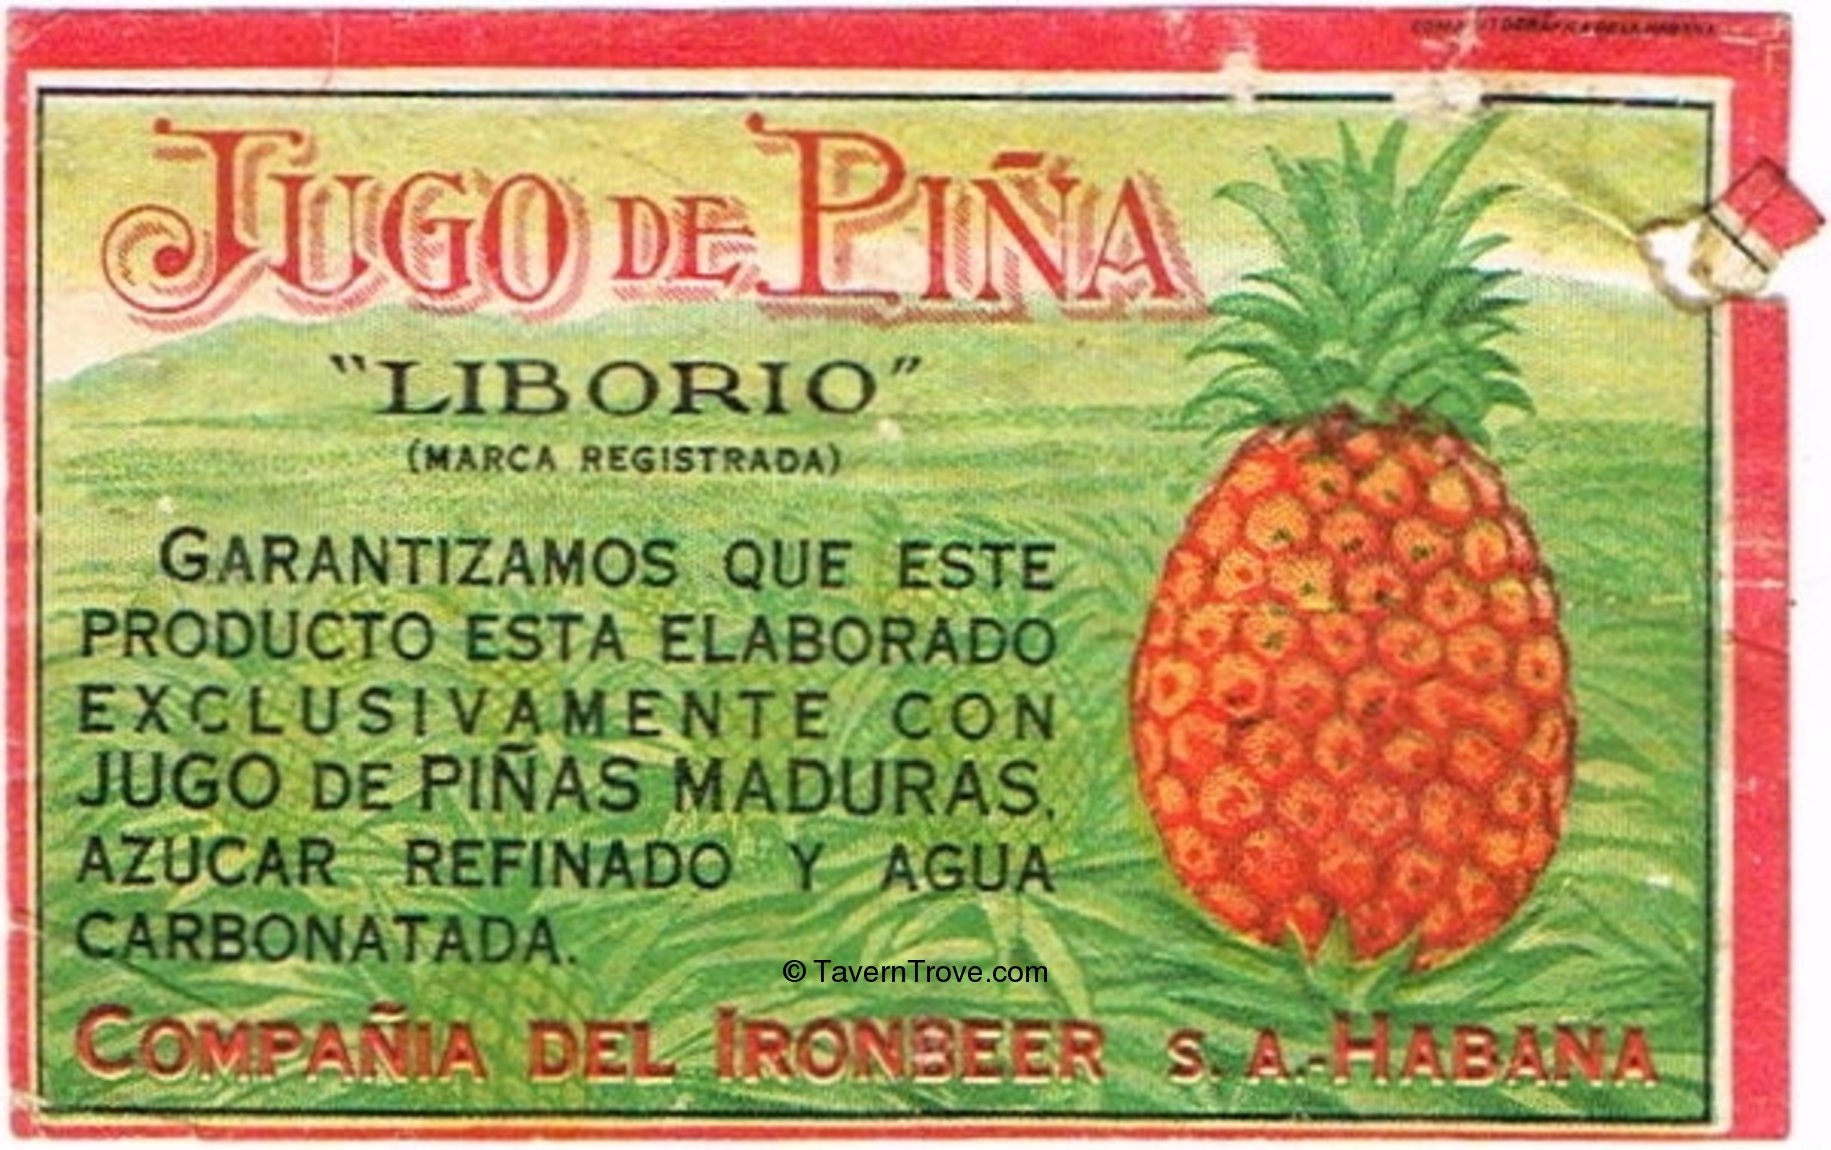 JUGO DE PIÑA
"LIBORIO"
(MARCA REGISTRADA)
GARANTIZAMOS QUE ESTE
PRODUCTO ESTA ELABORADO
EXCLUSIVAMENTE CON
JUGO DE PIÑAS MADURAS,
AZUCAR REFINADO Y AGUA
CARBONATADA.
© TavernTrove.com
COMPAÑIA DEL IRONBEER S. A.-HABANA